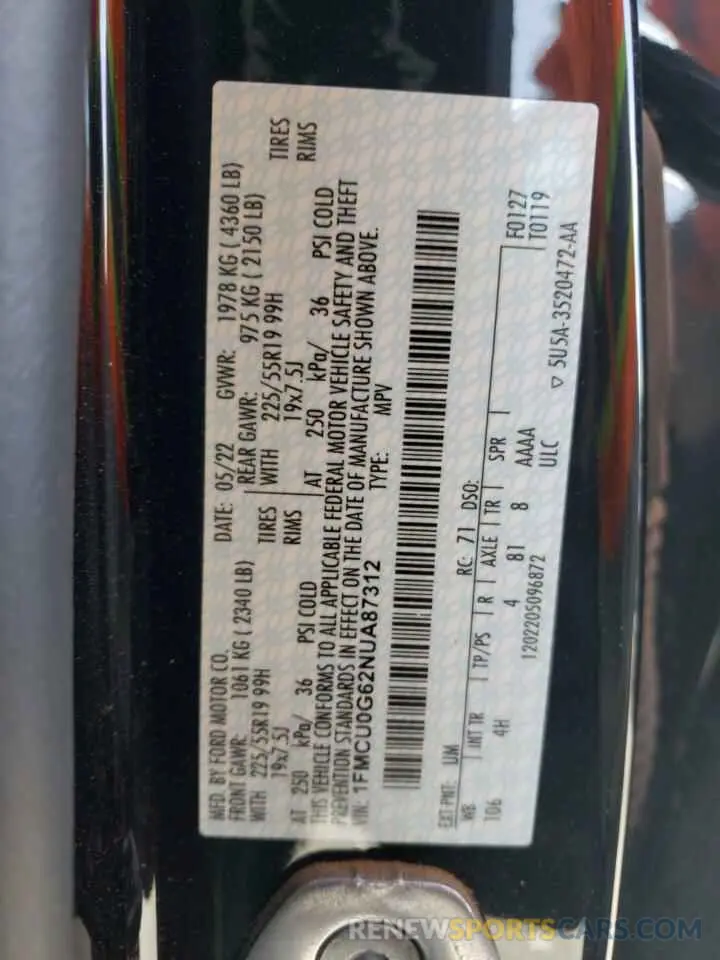 MFD. BY FORD MOTOR CO.
DATE: 05/22 GVWR: 1978 KG ( 4360 LB)
FRONT GAWR: 1061 KG ( 2340 LB)
REAR GAWR: 975 KG ( 2150 LB)
WITH 225/55R19 99H TIRES
WITH 225/55R19 99H TIRES
19x7.5J RIMS
19x7.5J RIMS
AT 250 kPa/ 36 PSI COLD
AT 250 kPa/ 36 PSI COLD
THIS VEHICLE CONFORMS TO ALL APPLICABLE FEDERAL MOTOR VEHICLE SAFETY AND THEFT
PREVENTION STANDARDS IN EFFECT ON THE DATE OF MANUFACTURE SHOWN ABOVE.
VIN: 1FMCU0G62NUA87312 TYPE: MPV
EXT PNT: UM RC: 71 DSO:
WB INT TR TP/PS R AXLE TR SPR
106 4H 4 81 8 AAAA
F0127
T0119
1202205096872 ULC
▽ 5U5A-3520472-AA
RENEWSPORTSCARS.COM